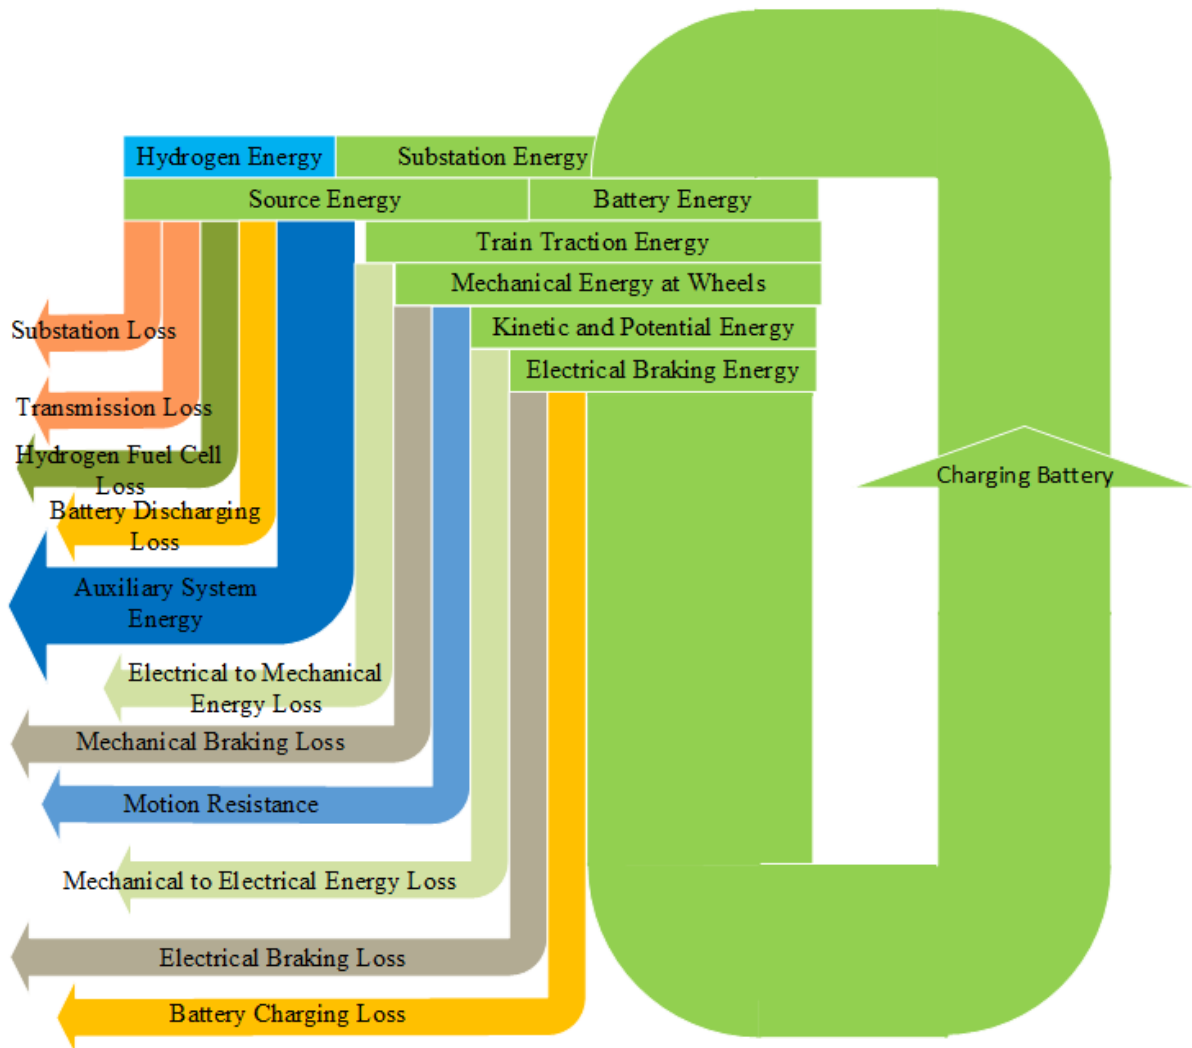 Hydrogen Energy
Substation Energy
Source Energy
Battery Energy
Train Traction Energy
Mechanical Energy at Wheels
Kinetic and Potential Energy
Substation Loss
Electrical Braking Energy
Transmission Loss
Hydrogen Fuel Cell
Loss
Charging Battery
Battery Discharging
Loss
Auxiliary System
Energy
Electrical to Mechanical
Energy Loss
Mechanical Braking Loss
Motion Resistance
Mechanical to Electrical Energy Loss
Electrical Braking Loss
Battery Charging Loss